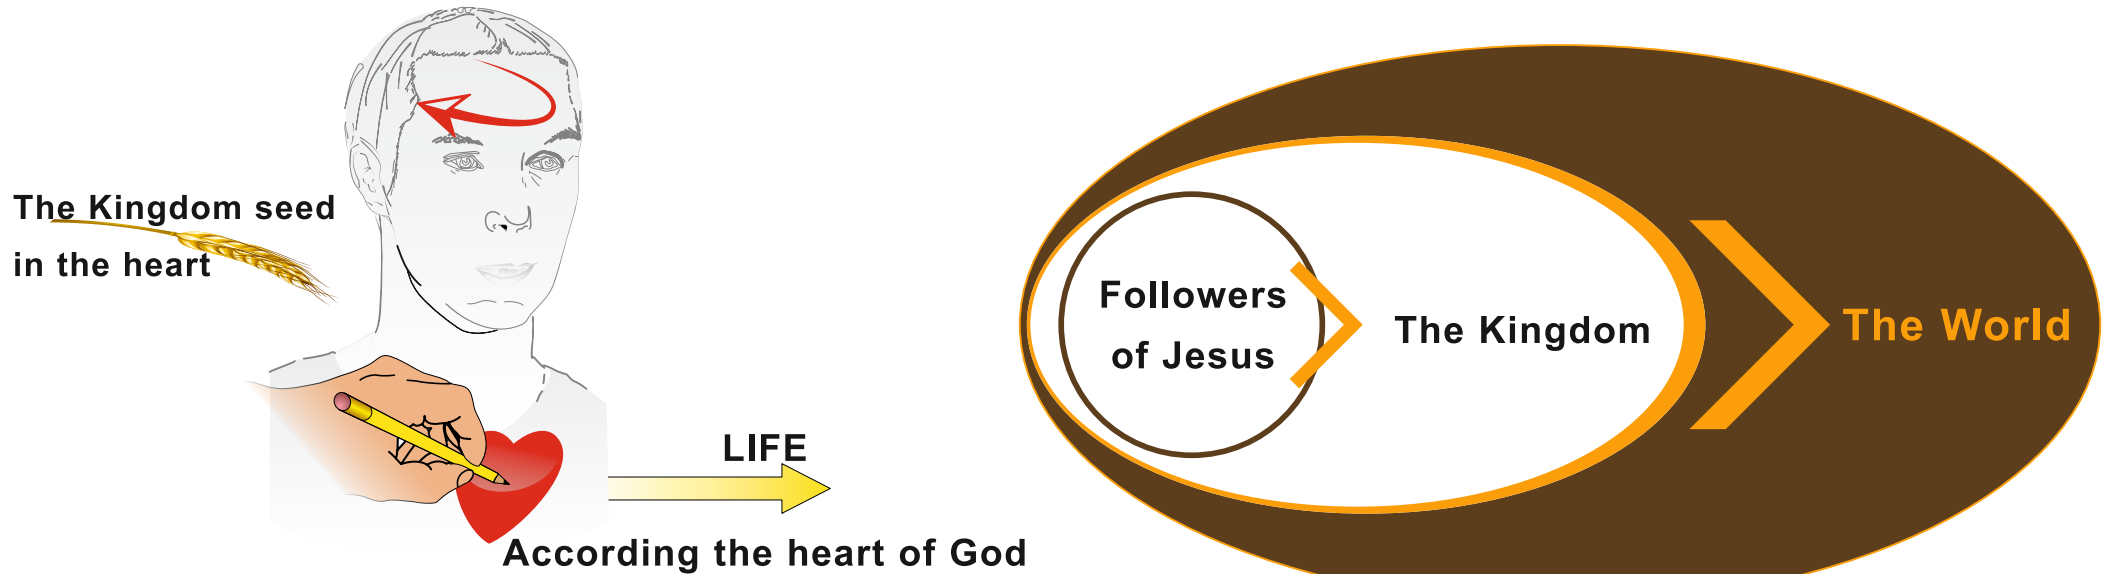 The Kingdom seed
in the heart
LIFE
According the heart of God
Followers
of Jesus
The Kingdom
The World